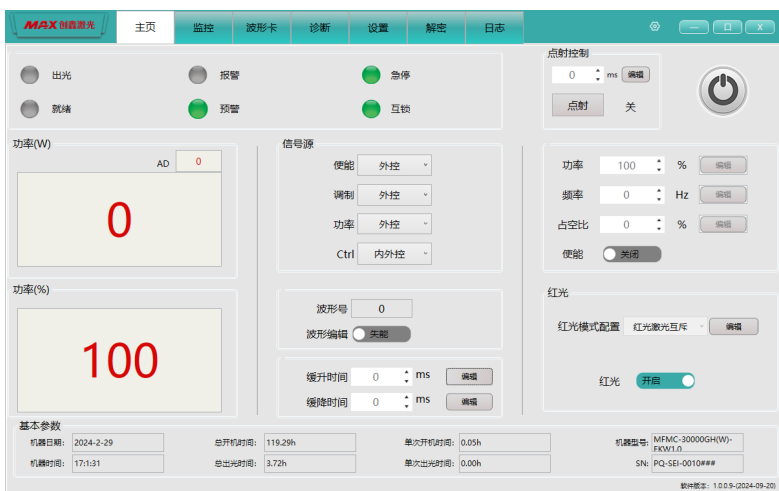 MAX 创鑫激光 主页 监控 波形卡 诊断 设置 解密 日志
出光 报警 急停
就绪 预警 互锁
点射控制
0 ms 编辑
点射 关
功率(W)
AD 0
0
信号源
使能 外控
调制 外控
功率 外控
Ctrl 内外控
功率 100 % 编辑
频率 0 Hz 编辑
占空比 0 % 编辑
使能 关闭
功率(%)
100
波形号 0
波形编辑 失能
缓升时间 0 ms 编辑
缓降时间 0 ms 编辑
红光
红光模式配置 红光激光互斥 编辑
红光 开启
基本参数
机器日期: 2024-2-29 总开机时间: 119.29h 单次开机时间: 0.05h 机器型号: MFMC-30000GH(W)-
FKW1.0
机器时间: 17:1:31 总出光时间: 3.72h 单次出光时间: 0.00h SN: PQ-SEI-0010###
软件版本: 1.0.0.9-(2024-09-20)